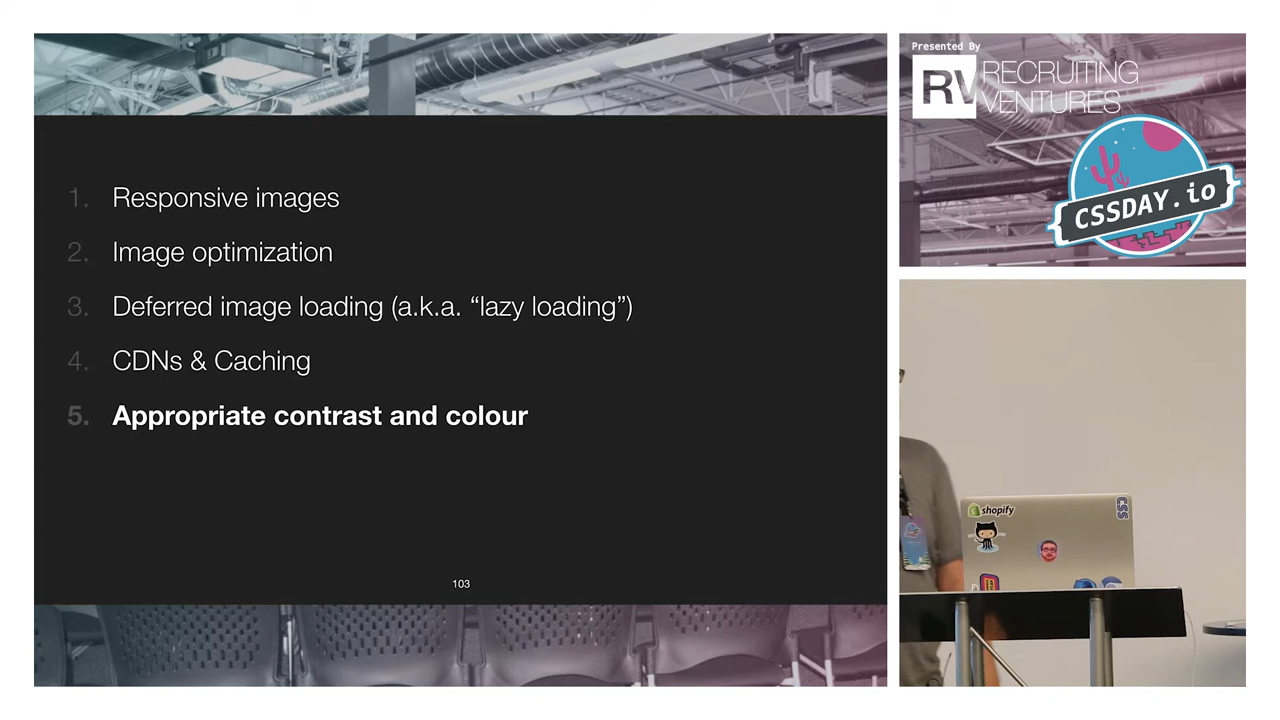 1. Responsive images
2. Image optimization
3. Deferred image loading (a.k.a. “lazy loading”)
4. CDNs & Caching
5. Appropriate contrast and colour
103
Presented By
RV RECRUITING
VENTURES
{CSSDAY.io}
shopify
CSS